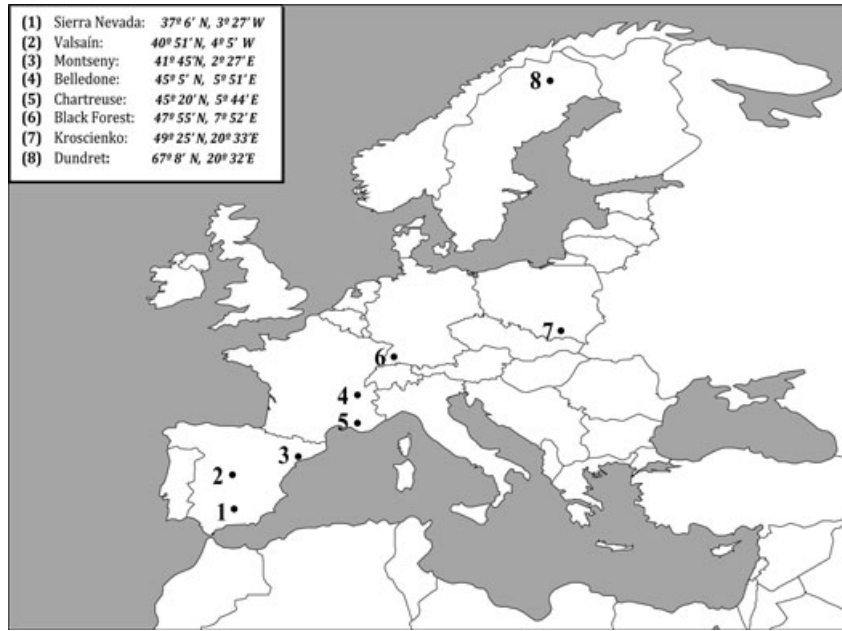 (1) Sierra Nevada: 37º 6' N, 3º 27' W
(2) Valsaín: 40º 51' N, 4º 5' W
(3) Montseny: 41º 45'N, 2º 27' E
(4) Belledone: 45º 5' N, 5º 51' E
(5) Chartreuse: 45º 20' N, 5º 44' E
(6) Black Forest: 47º 55' N, 7º 52' E
(7) Kroscienko: 49º 25' N, 20º 33'E
(8) Dundret: 67º 8' N, 20º 32'E
8
7
6
4
5
3
2
1